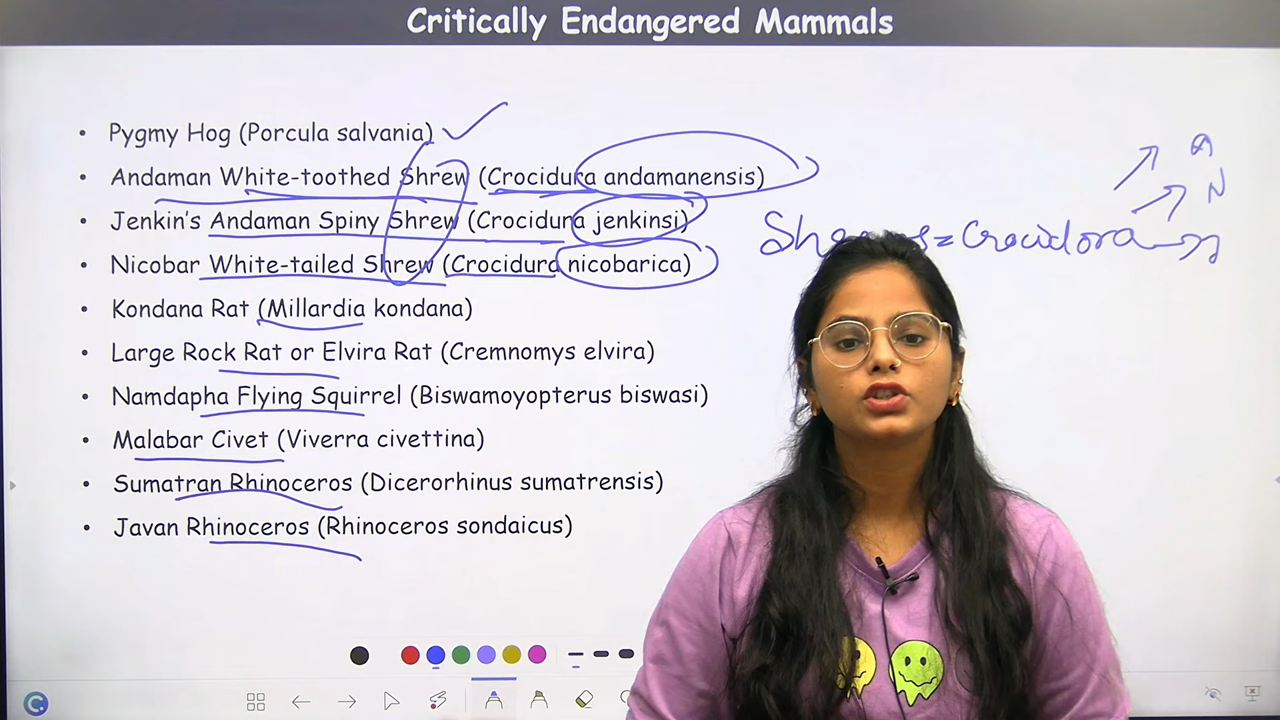 Critically Endangered Mammals
• Pygmy Hog (Porcula salvania)
• Andaman White-toothed Shrew (Crocidura andamanensis)
• Jenkin's Andaman Spiny Shrew (Crocidura jenkinsi)
• Nicobar White-tailed Shrew (Crocidura nicobarica)
• Kondana Rat (Millardia kondana)
• Large Rock Rat or Elvira Rat (Cremnomys elvira)
• Namdapha Flying Squirrel (Biswamoyopterus biswasi)
• Malabar Civet (Viverra civettina)
• Sumatran Rhinoceros (Dicerorhinus sumatrensis)
• Javan Rhinoceros (Rhinoceros sondaicus)
N
= Crocidora